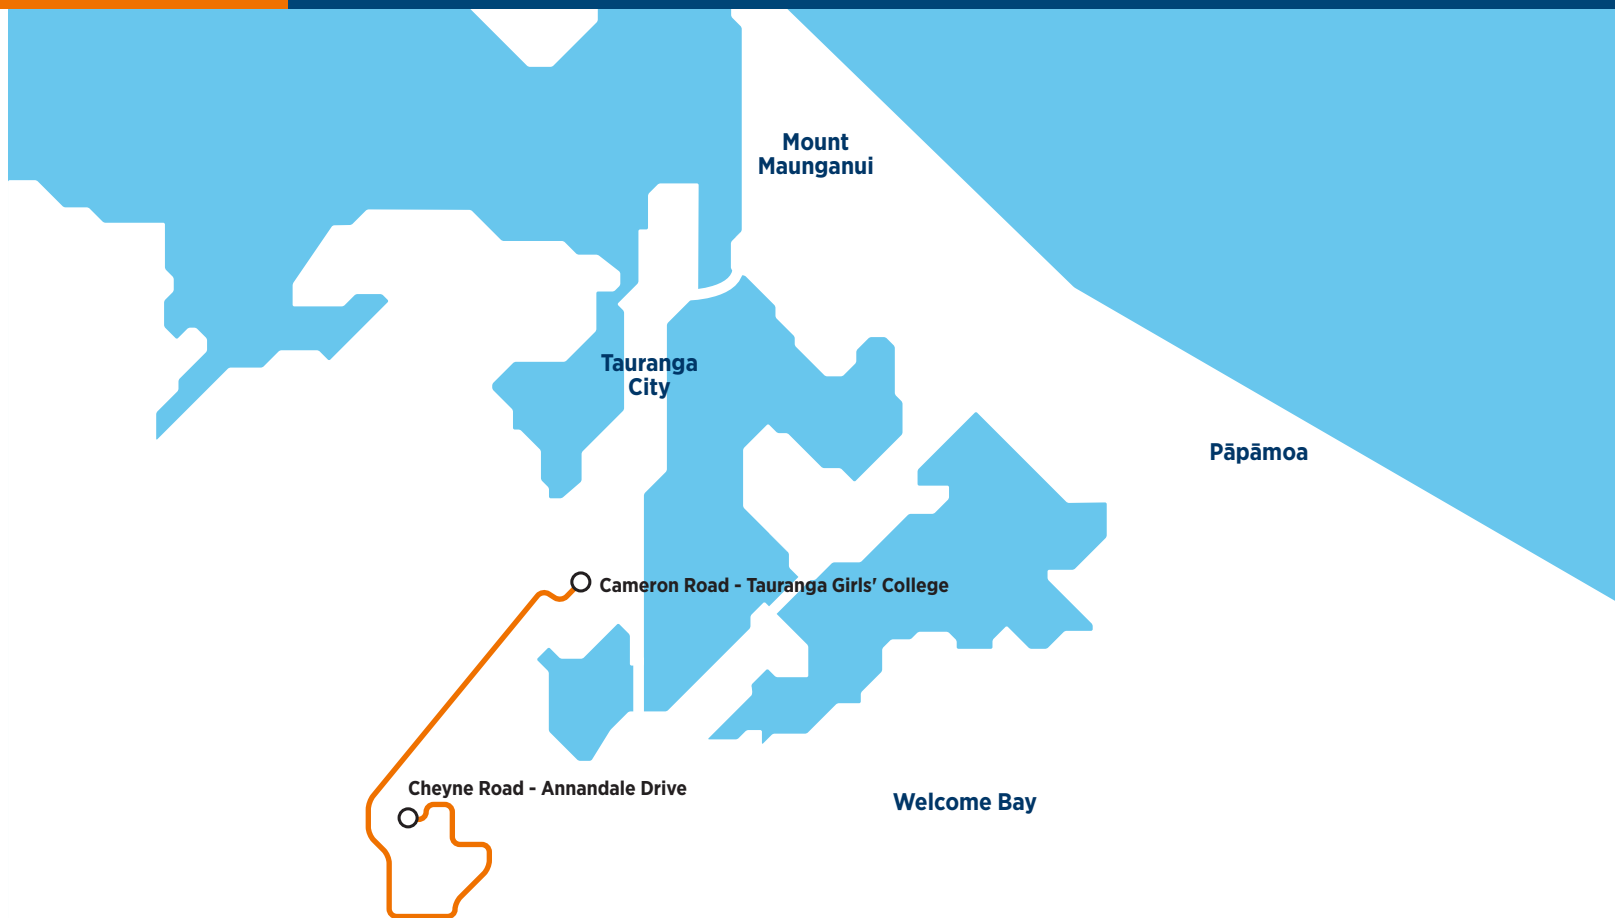 Mount
Maunganui
Tauranga
City
Pāpāmoa
Cameron Road - Tauranga Girls' College
Cheyne Road - Annandale Drive
Welcome Bay